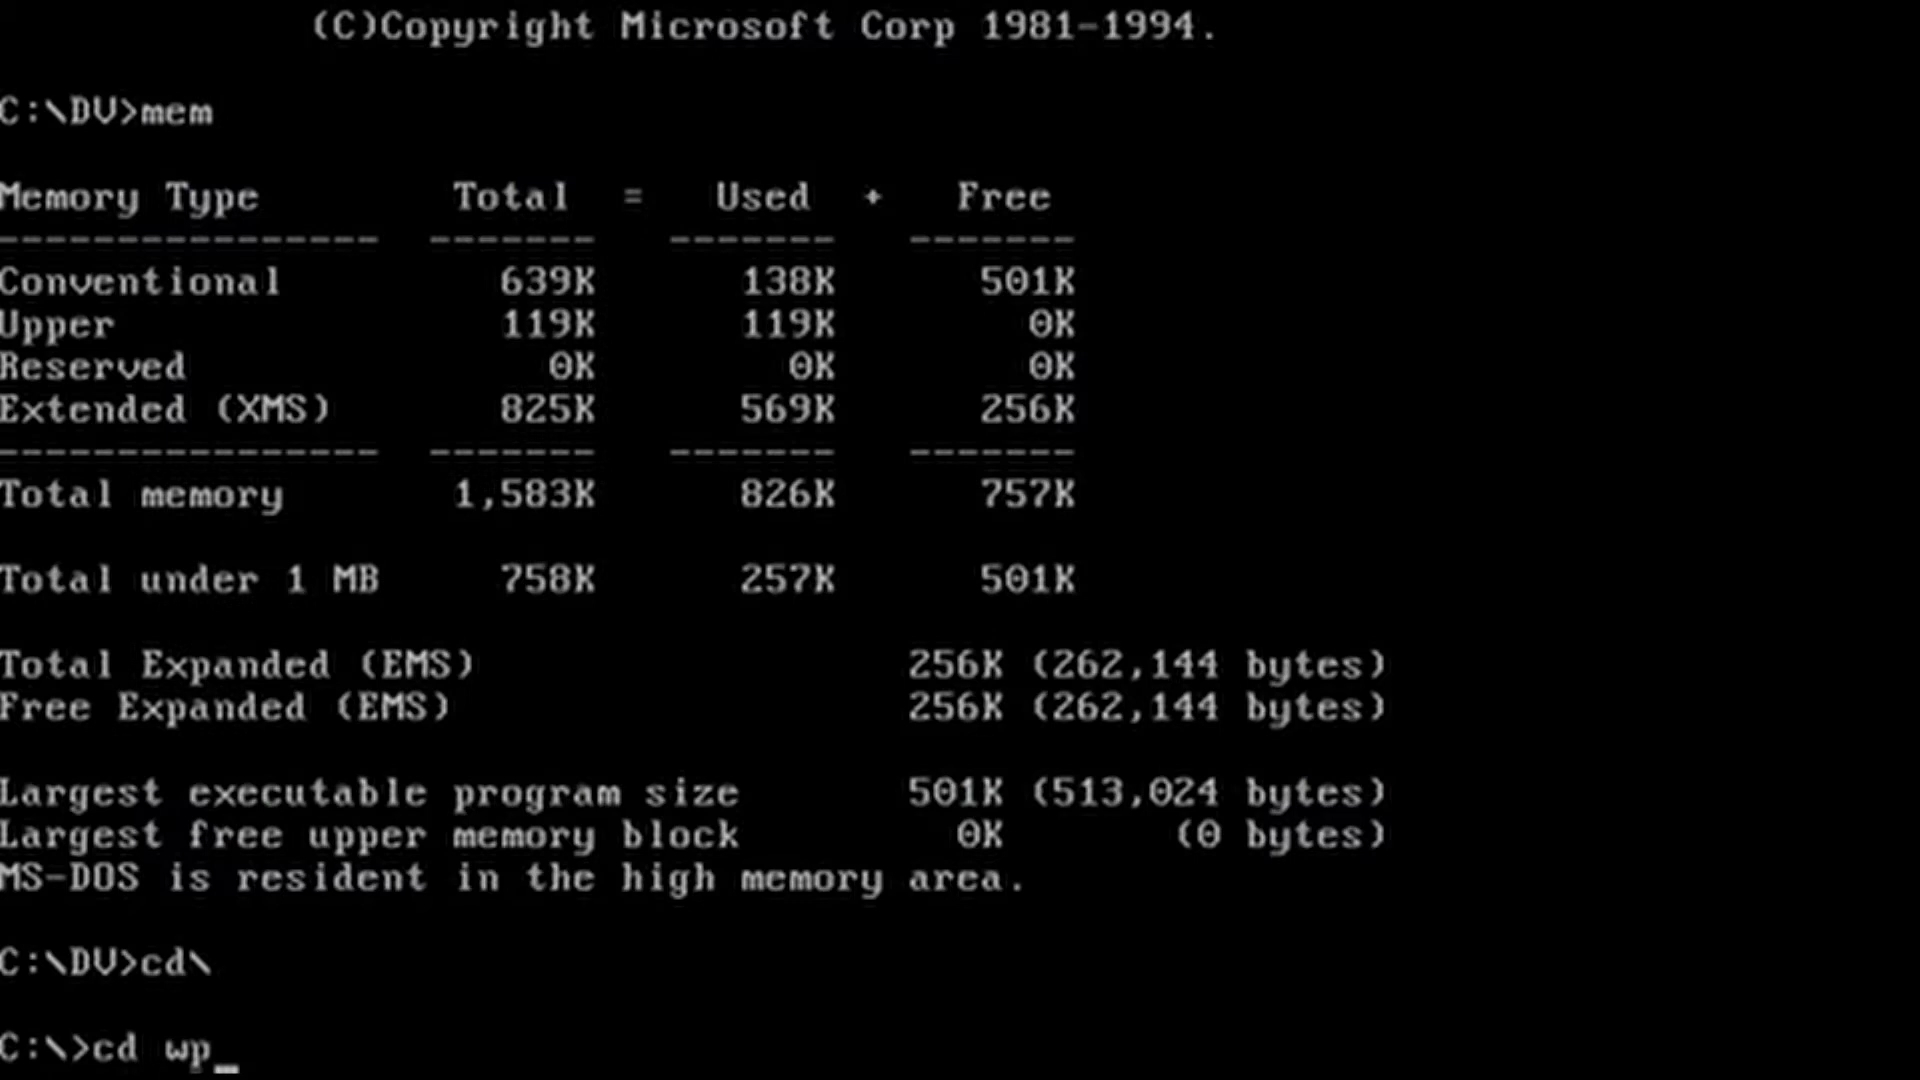 (C)Copyright Microsoft Corp 1981-1994.
C:\DV>mem
Memory Type Total = Used + Free
---------------- ------- ------- -------
Conventional 639K 138K 501K
Upper 119K 119K 0K
Reserved 0K 0K 0K
Extended (XMS) 825K 569K 256K
---------------- ------- ------- -------
Total memory 1,583K 826K 757K
Total under 1 MB 758K 257K 501K
Total Expanded (EMS) 256K (262,144 bytes)
Free Expanded (EMS) 256K (262,144 bytes)
Largest executable program size 501K (513,024 bytes)
Largest free upper memory block 0K (0 bytes)
MS-DOS is resident in the high memory area.
C:\DV>cd\
C:\>cd wp_